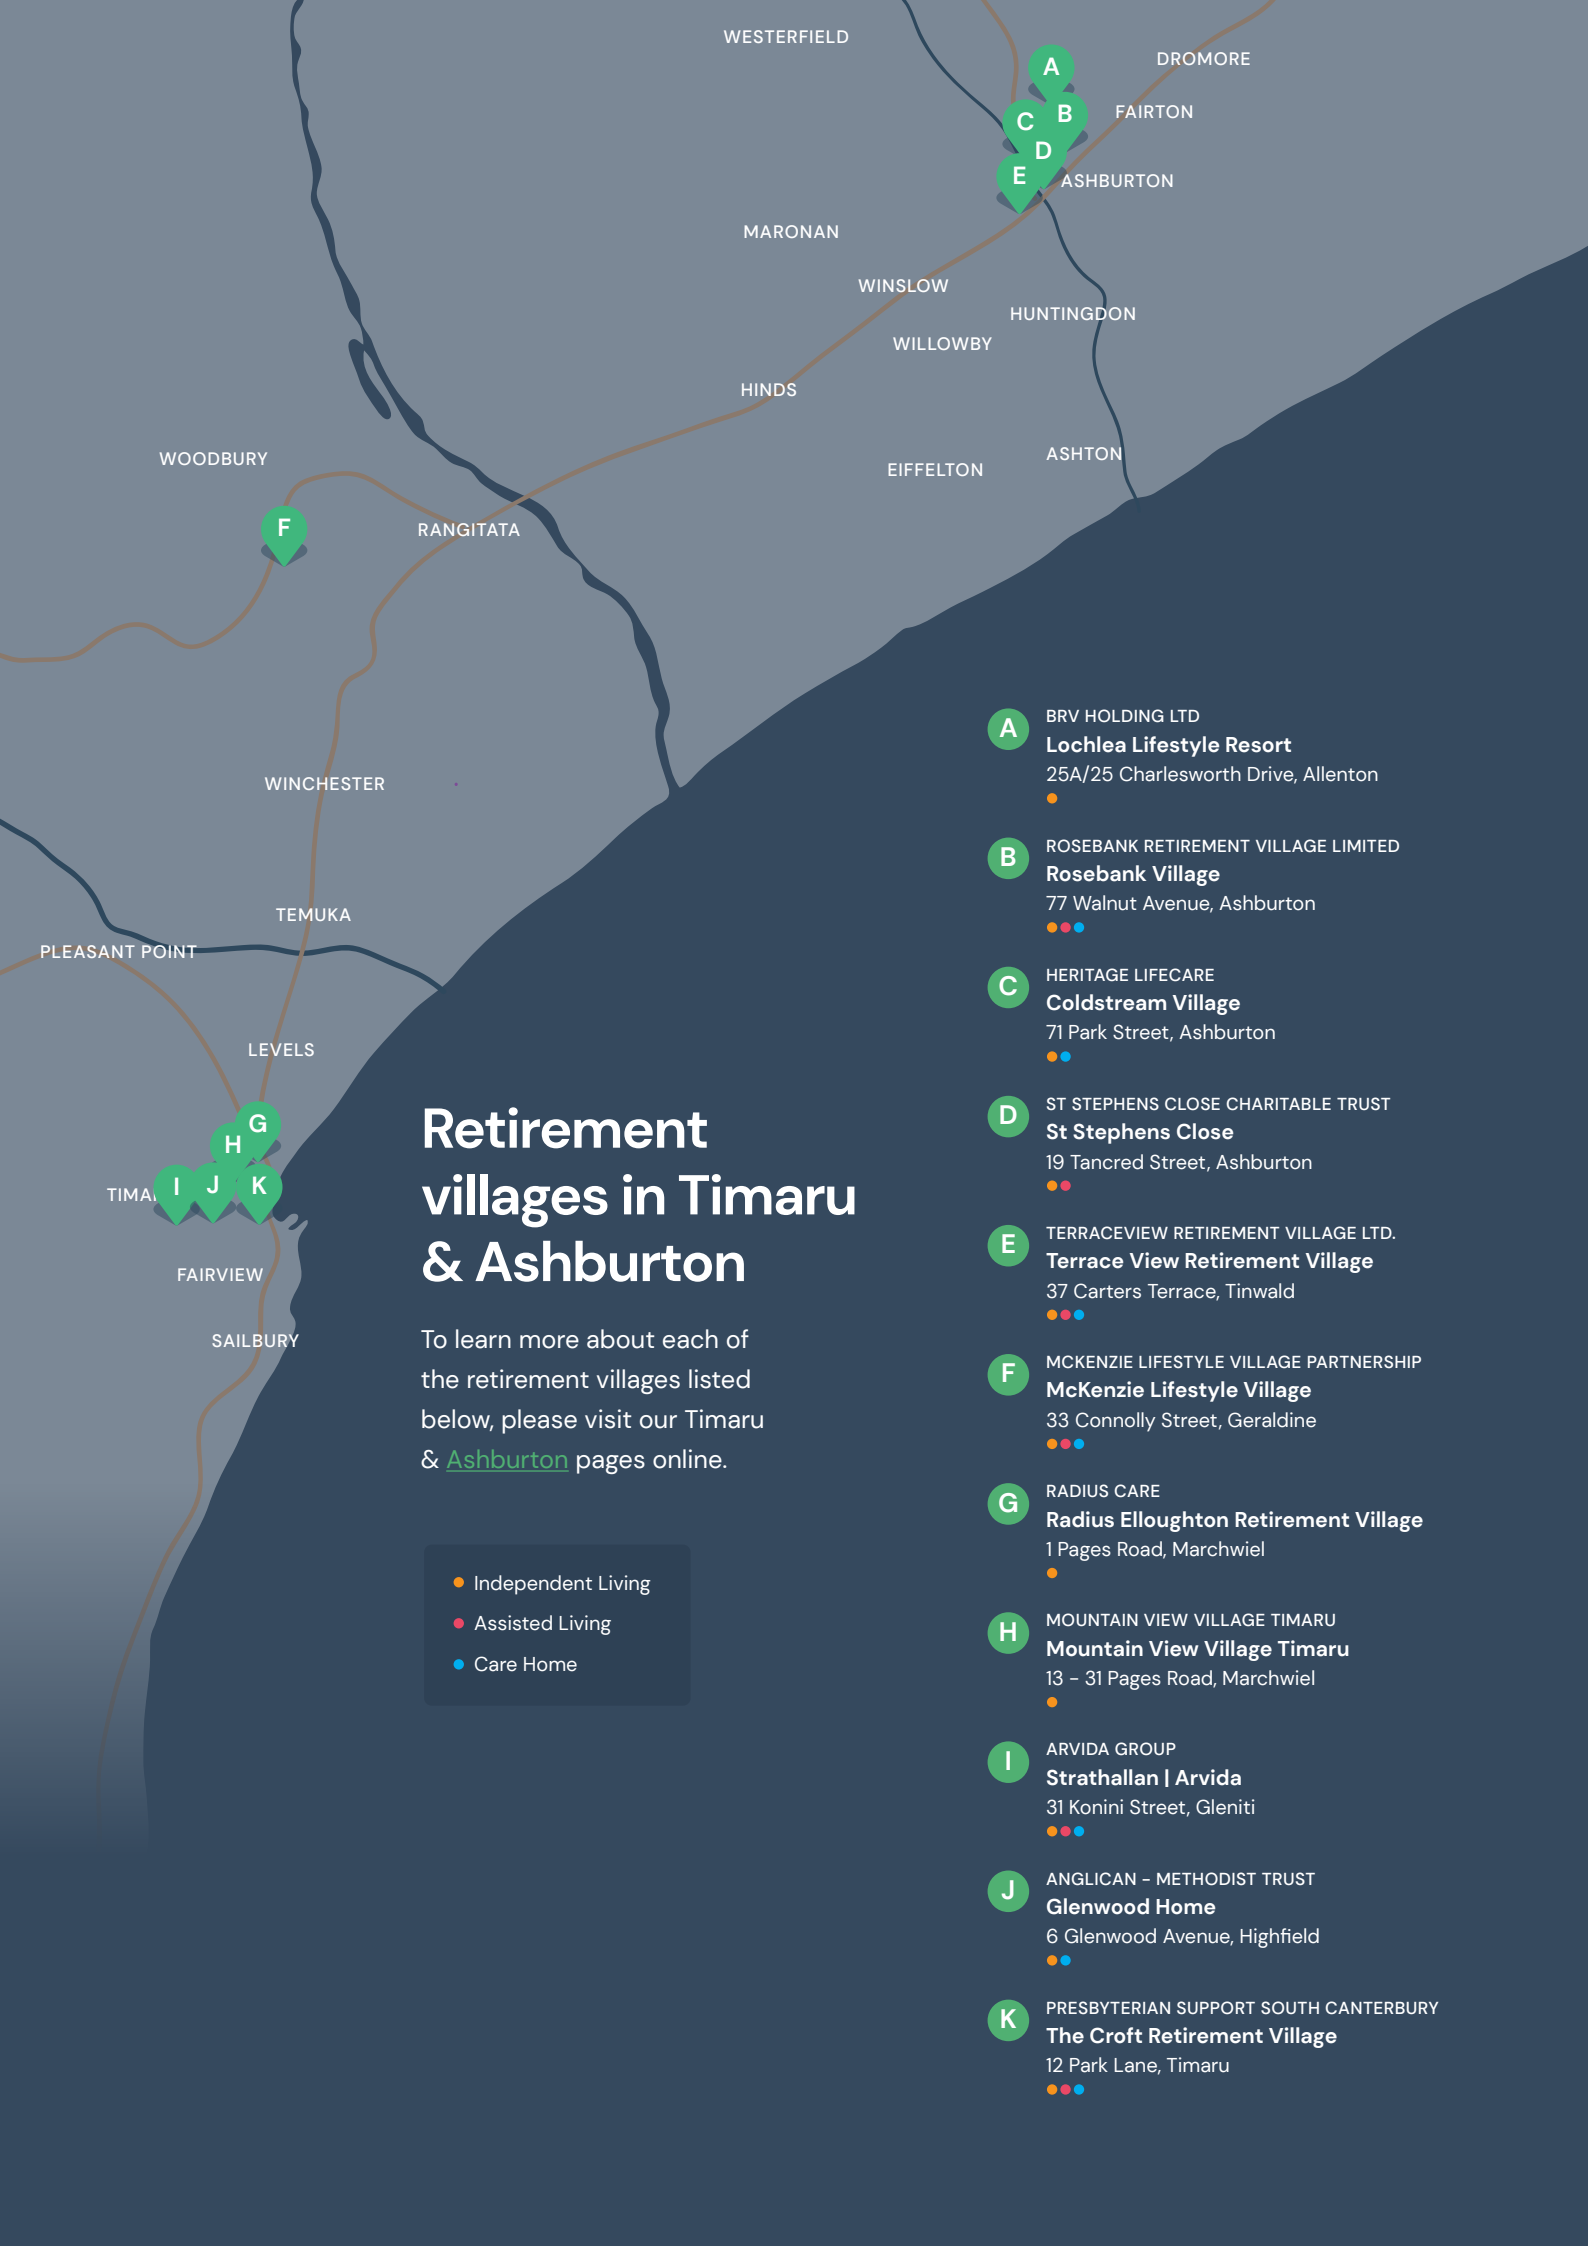 WESTERFIELD
DROMORE
A
FAIRTON
B
C
D
E
ASHBURTON
MARONAN
WINSLOW
HUNTINGDON
WILLOWBY
HINDS
ASHTON
EIFFELTON
WOODBURY
F
RANGITATA
WINCHESTER
TEMUKA
PLEASANT POINT
LEVELS
G
H
I
J
K
FAIRVIEW
SAILBURY
Retirement
villages in Timaru
& Ashburton
To learn more about each of
the retirement villages listed
below, please visit our Timaru
& Ashburton pages online.
Independent Living
Assisted Living
Care Home
A
BRV HOLDING LTD
Lochlea Lifestyle Resort
25A/25 Charlesworth Drive, Allenton
B
ROSEBANK RETIREMENT VILLAGE LIMITED
Rosebank Village
77 Walnut Avenue, Ashburton
C
HERITAGE LIFECARE
Coldstream Village
71 Park Street, Ashburton
D
ST STEPHENS CLOSE CHARITABLE TRUST
St Stephens Close
19 Tancred Street, Ashburton
E
TERRACEVIEW RETIREMENT VILLAGE LTD.
Terrace View Retirement Village
37 Carters Terrace, Tinwald
F
MCKENZIE LIFESTYLE VILLAGE PARTNERSHIP
McKenzie Lifestyle Village
33 Connolly Street, Geraldine
G
RADIUS CARE
Radius Elloughton Retirement Village
1 Pages Road, Marchwiel
H
MOUNTAIN VIEW VILLAGE TIMARU
Mountain View Village Timaru
13 - 31 Pages Road, Marchwiel
I
ARVIDA GROUP
Strathallan | Arvida
31 Konini Street, Gleniti
J
ANGLICAN - METHODIST TRUST
Glenwood Home
6 Glenwood Avenue, Highfield
K
PRESBYTERIAN SUPPORT SOUTH CANTERBURY
The Croft Retirement Village
12 Park Lane, Timaru